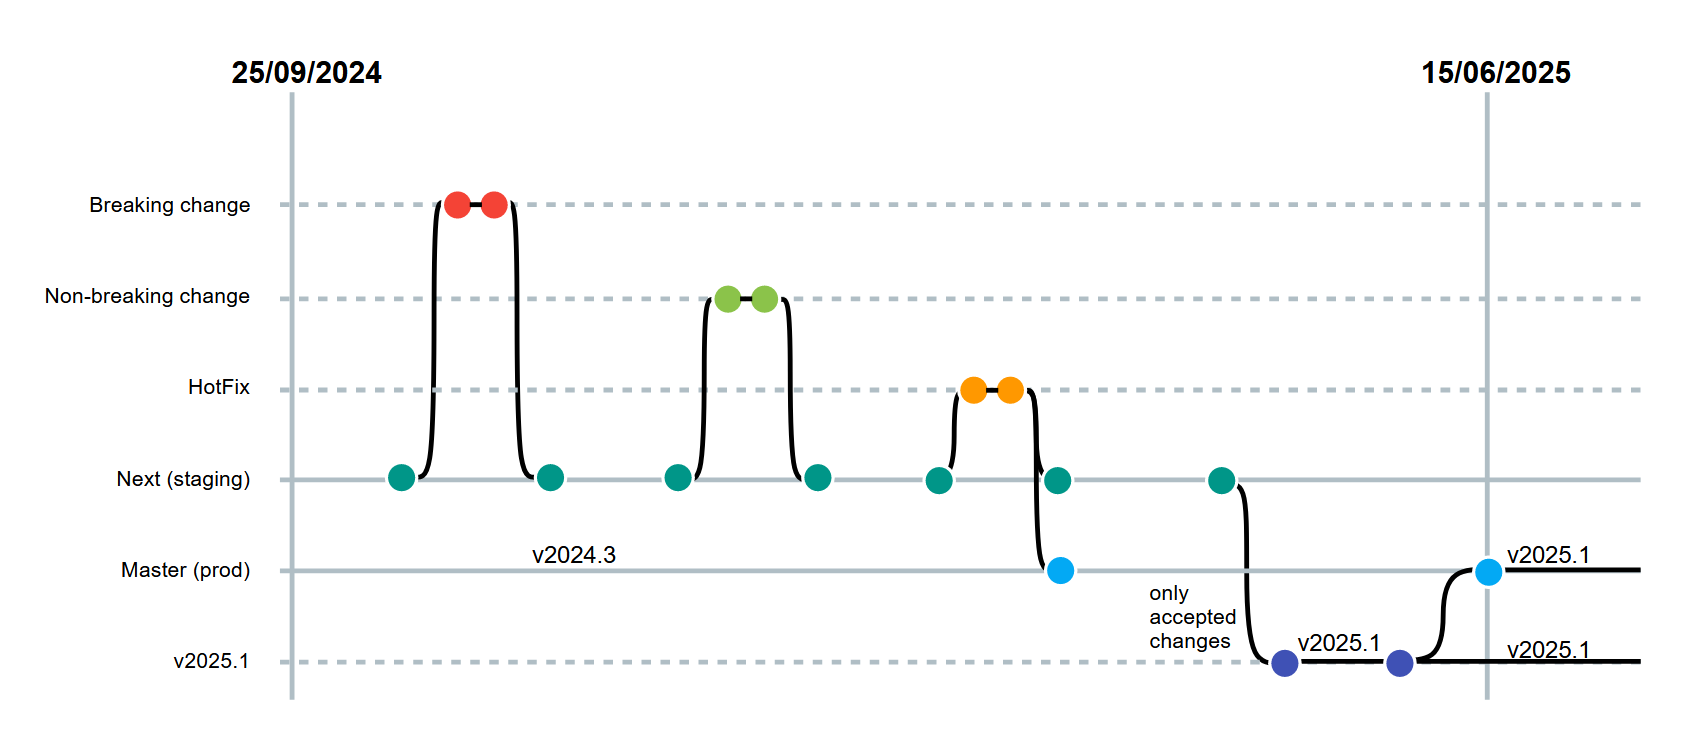 25/09/2024
15/06/2025
Breaking change
Non-breaking change
HotFix
Next (staging)
v2024.3
v2025.1
Master (prod)
only
accepted
changes
v2025.1
v2025.1
v2025.1